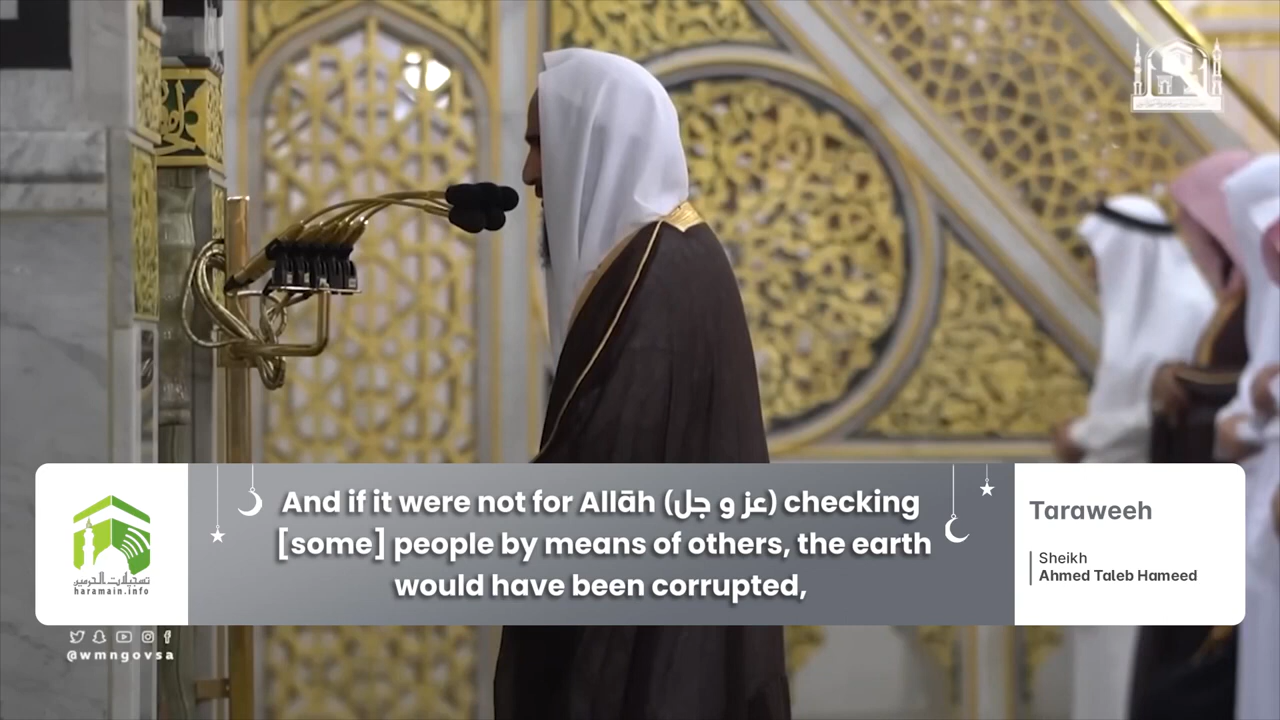 And if it were not for Allāh (عز و جل) checking
[some] people by means of others, the earth
would have been corrupted,
Taraweeh
Sheikh
Ahmed Taleb Hameed
تسجيلات الحرمين
haramain.info
@wmngovsa